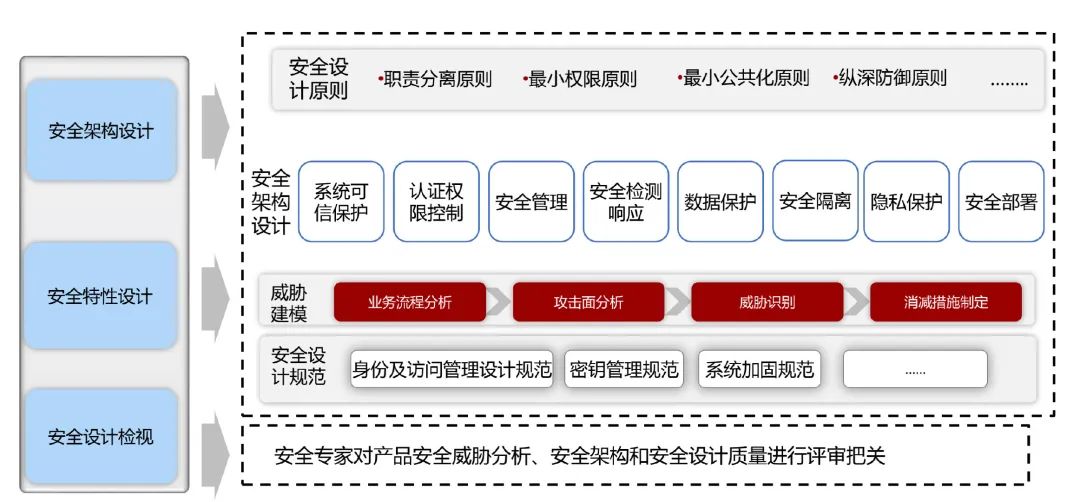 安全架构设计
安全特性设计
安全设计检视
安全设
计原则
•职责分离原则
•最小权限原则
•最小公共化原则
•纵深防御原则
........
安全
架构
设计
系统可
信保护
认证权
限控制
安全管理
安全检测
响应
数据保护
安全隔离
隐私保护
安全部署
威胁
建模
业务流程分析
攻击面分析
威胁识别
消减措施制定
安全设
计规范
身份及访问管理设计规范
密钥管理规范
系统加固规范
......
安全专家对产品安全威胁分析、安全架构和安全设计质量进行评审把关